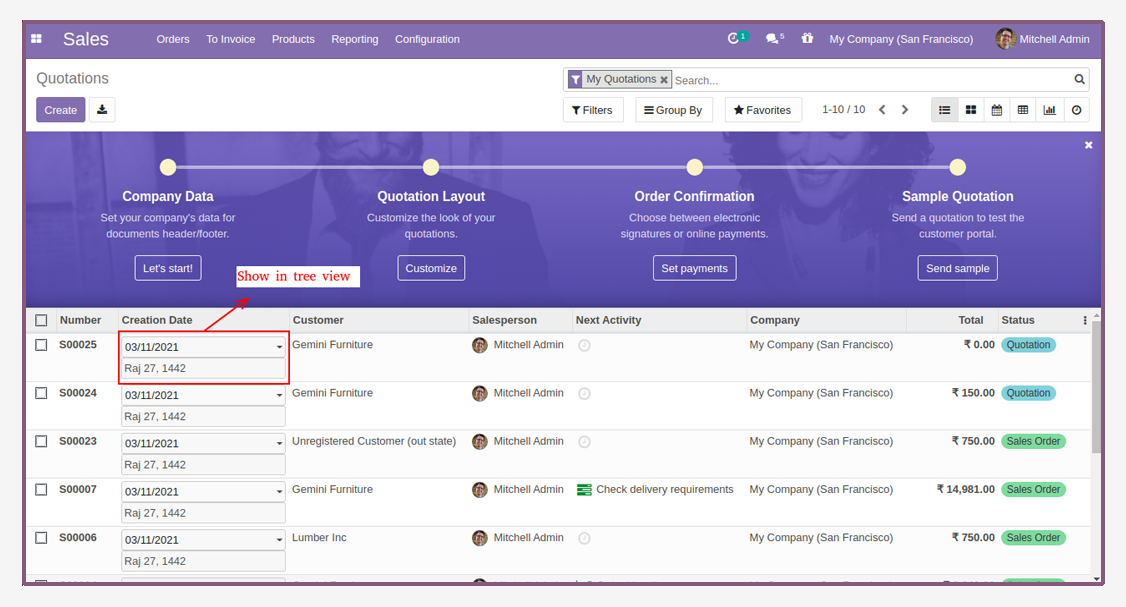 Sales Orders To Invoice Products Reporting Configuration 1 5 My Company (San Francisco) Mitchell Admin
Quotations
My Quotations Search...
Create Filters Group By Favorites 1-10 / 10
Company Data
Set your company's data for
documents header/footer.
Let's start!
Quotation Layout
Customize the look of your
quotations.
Customize
Order Confirmation
Choose between electronic
signatures or online payments.
Set payments
Sample Quotation
Send a quotation to test the
customer portal.
Send sample
Show in tree view
Number Creation Date Customer Salesperson Next Activity Company Total Status
S00025 03/11/2021 Gemini Furniture Mitchell Admin My Company (San Francisco) ₹ 0.00 Quotation
Raj 27, 1442
S00024 03/11/2021 Gemini Furniture Mitchell Admin My Company (San Francisco) ₹ 150.00 Quotation
Raj 27, 1442
S00023 03/11/2021 Unregistered Customer (out state) Mitchell Admin My Company (San Francisco) ₹ 750.00 Sales Order
Raj 27, 1442
S00007 03/11/2021 Gemini Furniture Mitchell Admin Check delivery requirements My Company (San Francisco) ₹ 14,981.00 Sales Order
Raj 27, 1442
S00006 03/11/2021 Lumber Inc Mitchell Admin My Company (San Francisco) ₹ 750.00 Sales Order
Raj 27, 1442